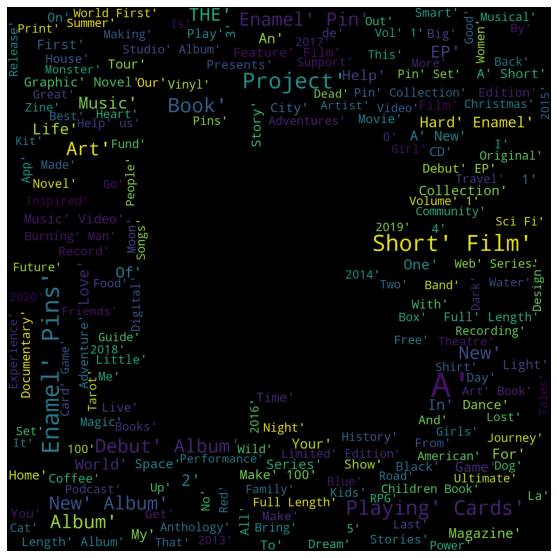 World First'
Summer'
On'
Print'
Release'
First'
House'
Monster'
Great'
Zine'
Best'
Kit'
App
Made'
Novel'
Inspired'
Graphic Novel'
Making'
Studio Album'
Tour'
Our'
Vinyl'
Music'
Heart'
Help' us'
Life'
Art'
Fund'
Pins'
People'
Go'
Music' Video'
Burning' Man'
Record'
Songs'
Moon'
THE'
Is'
Play'
3'
An'
de'
2017'
Presents'
Feature' Film'
Support'
Enamel' Pin'
Out'
Vol' 1'
This'
EP'
Big'
More'
Project'
Help'
Book'
City'
Artist'
Dead'
Pin' Collection'
Video'
Pin' Set'
Adventures'
Movie'
Story'
Smart'
Musical'
By'
Good'
Women'
Back'
A' Short'
Edition'
Film'
Christmas'
2015'
Hard' Enamel'
0'
A' New'
Girl'
CD'
I'
Original'
Debut' EP'
Travel'
1'
Collection'
Volume' 1'
Community'
Sci Fi'
2019'
4'
Short' Film'
One'
Web' Series'
2014'
Two'
Band'
Dark'
Water'
Design'
With'
Box'
Full' Length'
Recording'
Free'
Theatre'
New'
Shirt'
Light'
Day'
Art' Book'
Tales'
A'
In'
Dance'
And'
Lost'
Future'
2020'
Love'
Of'
Food'
Friends'
Digital'
Experience'
Documentary'
Enamel' Pins'
Card' Game'
Adventure'
Guide'
2018'
Little'
Tarot'
Me'
Live'
Magic'
Books'
Set'
It'
100'
Debut' Album'
Time'
2016'
Night'
Limited' Edition'
Wild'
Your'
History'
Girls'
From'
Journey'
American'
For'
Home'
Coffee'
World'
Space'
Performance'
Series'
Show'
Black'
Game'
Dog'
Podcast'
Up'
2'
Make' 100'
Blue'
Road'
Ultimate'
New' Album'
No'
Red'
Family'
Kids'
RPG'
Children Book'
Full Length'
You'
Get'
Album'
Anthology'
Make'
Playing' Cards'
La'
Cat'
My'
All'
Bring'
5'
Last'
Power'
Magazine'
Length' Album'
That'
2013'
To'
Dream'
Stories'